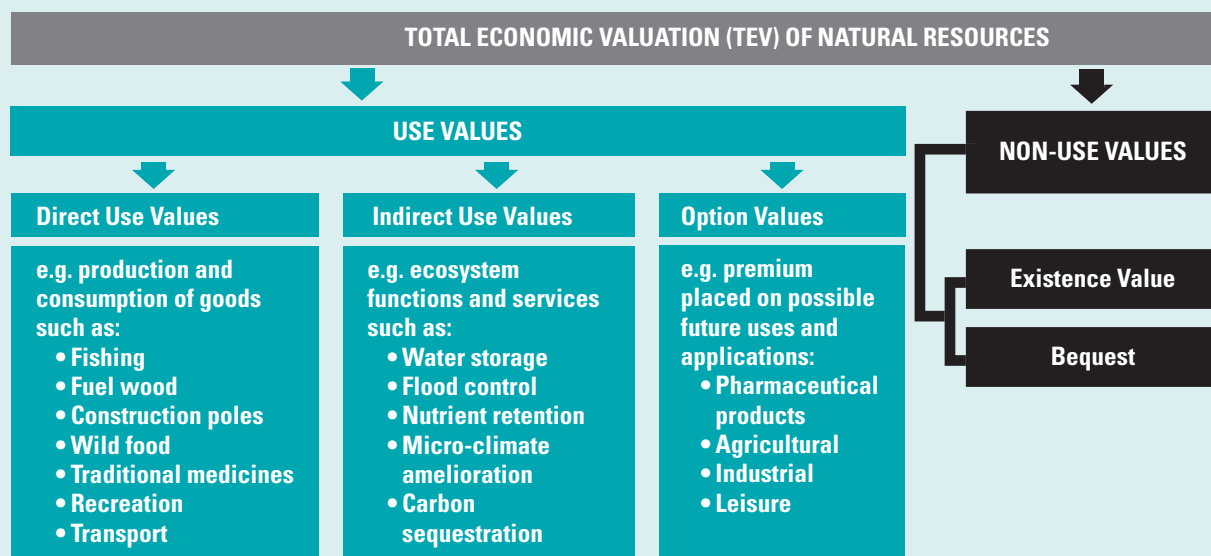 TOTAL ECONOMIC VALUATION (TEV) OF NATURAL RESOURCES
USE VALUES
NON-USE VALUES
Direct Use Values
e.g. production and
consumption of goods
such as:
• Fishing
• Fuel wood
• Construction poles
• Wild food
• Traditional medicines
• Recreation
• Transport
Indirect Use Values
e.g. ecosystem
functions and services
such as:
• Water storage
• Flood control
• Nutrient retention
• Micro-climate
amelioration
• Carbon
sequestration
Option Values
e.g. premium
placed on possible
future uses and
applications:
• Pharmaceutical
products
• Agricultural
• Industrial
• Leisure
Existence Value
Bequest